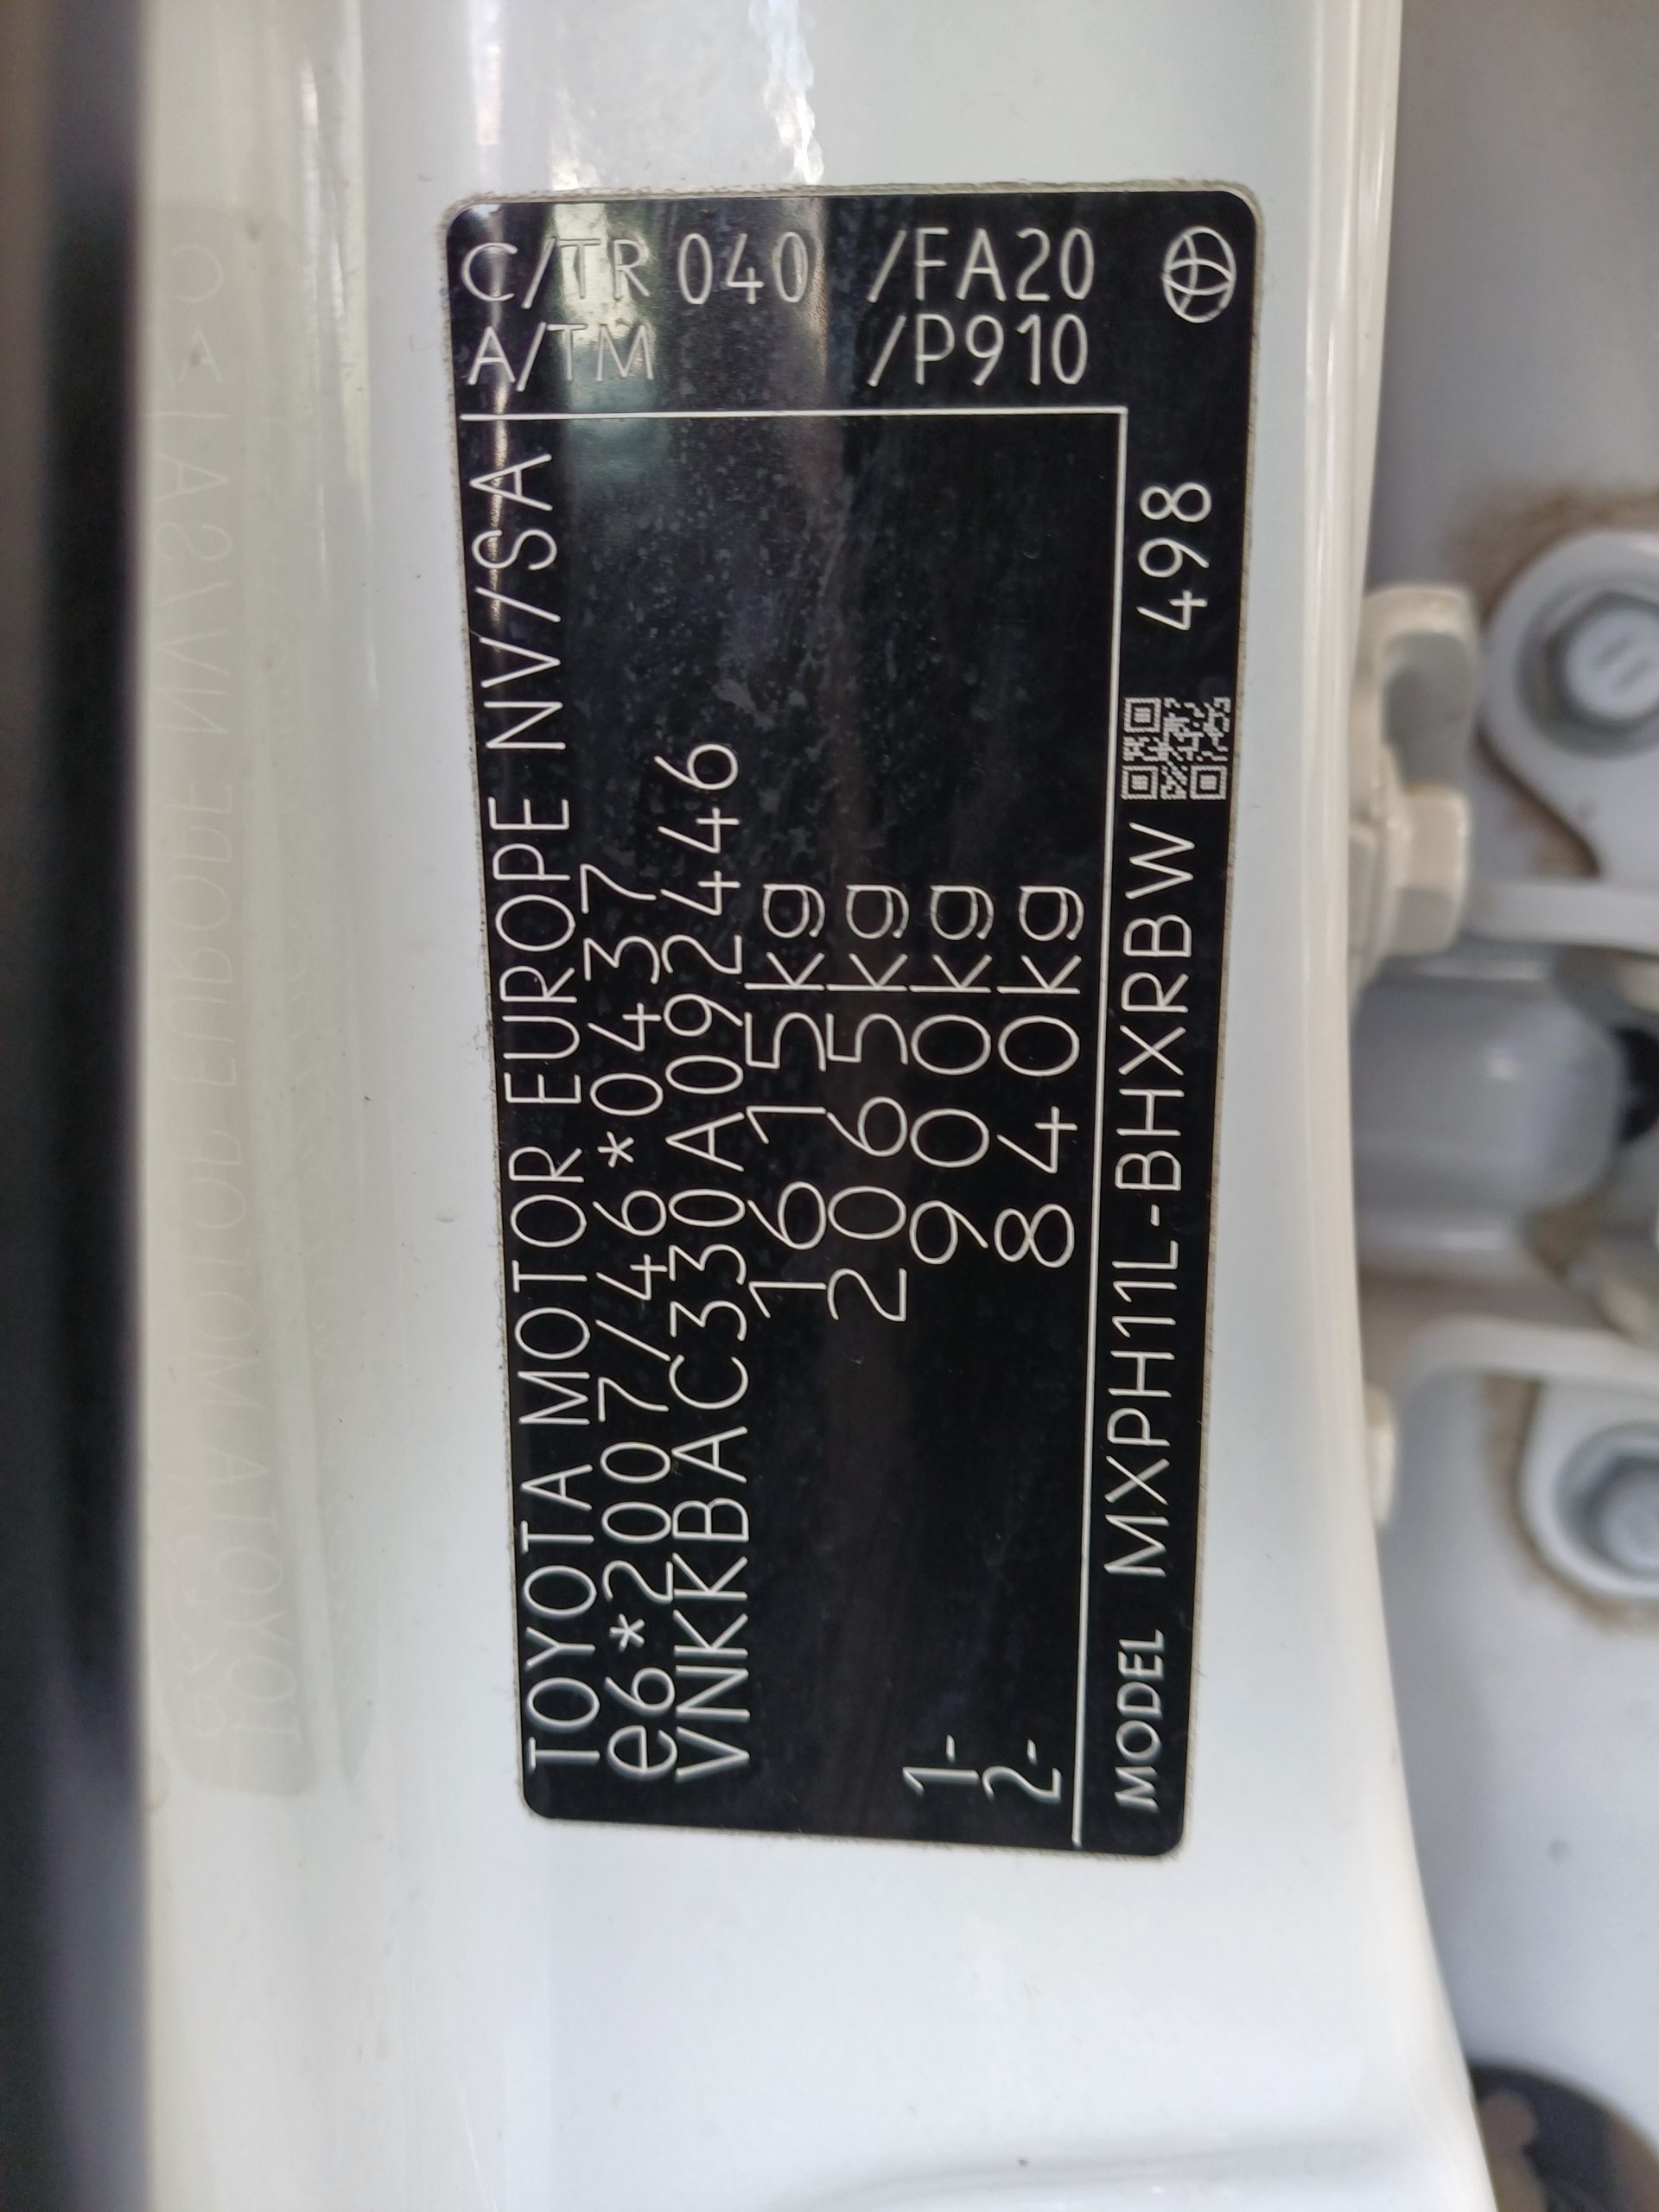 TOYOTA MOTOR EUROPE NV/SA
e6*2007/46*0437
VNKKBAC330A092446
1615kg
2065kg
1- 900kg
2- 840kg
MODEL MXPH11L-BHXRBW 498
C/TR 040 /FA20
A/TM /P910